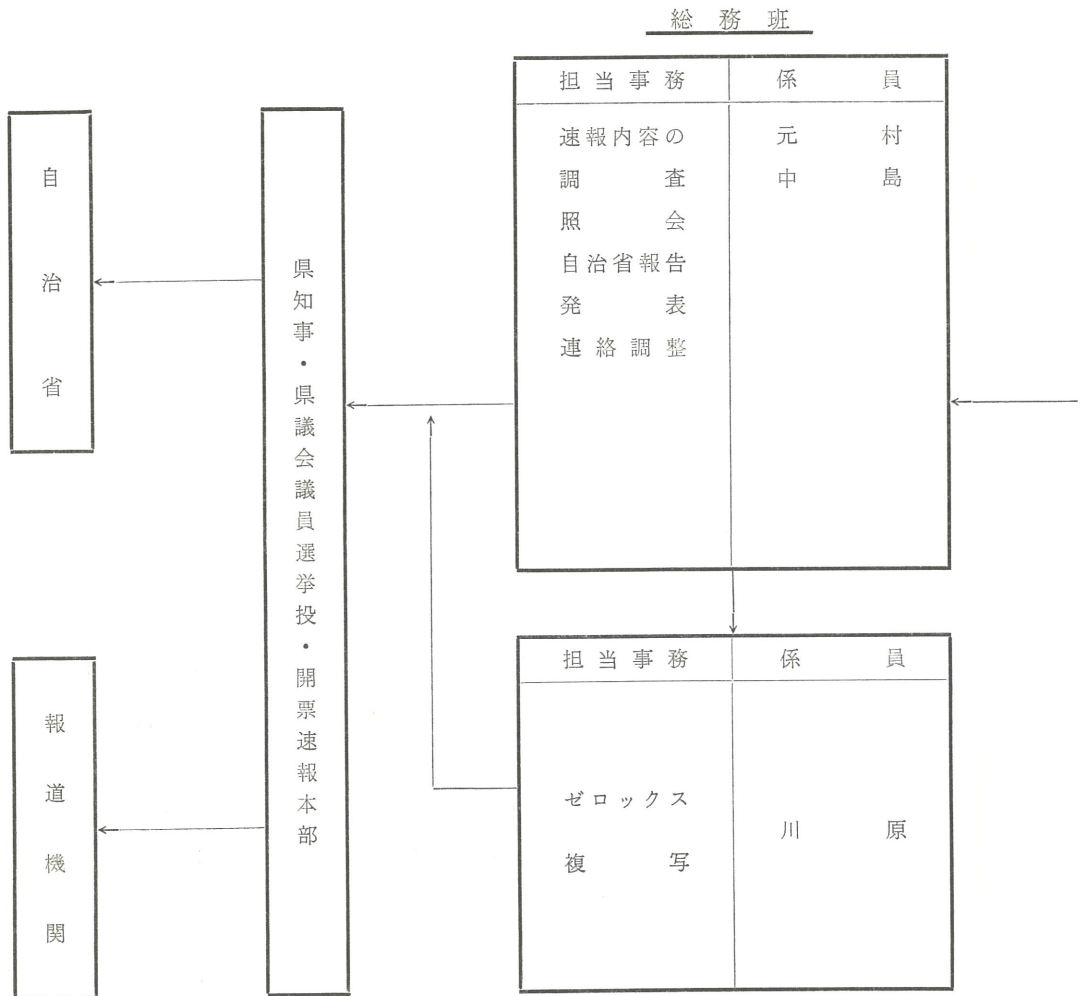 総務班
担当事務 係員
速報内容の 元村
調査 中島
照会
自治省報告
発表
連絡調整
担当事務 係員
ゼロックス
複写
川原
県知事・県議会議員選挙投・開票速報本部
自治省
報道機関